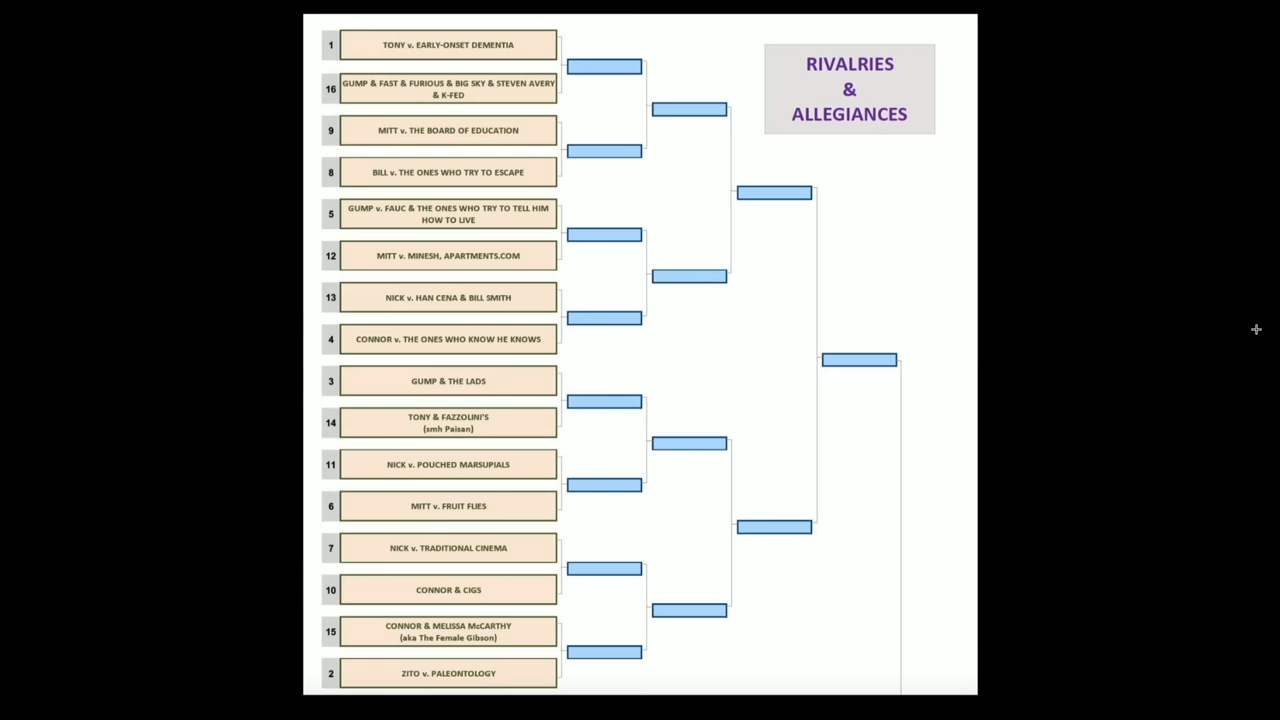 RIVALRIES
&
ALLEGIANCES
1 TONY v. EARLY-ONSET DEMENTIA
16 GUMP & FAST & FURIOUS & BIG SKY & STEVEN AVERY
& K-FED
9 MITT v. THE BOARD OF EDUCATION
8 BILL v. THE ONES WHO TRY TO ESCAPE
5 GUMP v. FAUC & THE ONES WHO TRY TO TELL HIM
HOW TO LIVE
12 MITT v. MINESH, APARTMENTS.COM
13 NICK v. HAN CENA & BILL SMITH
4 CONNOR v. THE ONES WHO KNOW HE KNOWS
3 GUMP & THE LADS
14 TONY & FAZZOLINI'S
(smh Paisan)
11 NICK v. POUCHED MARSUPIALS
6 MITT v. FRUIT FLIES
7 NICK v. TRADITIONAL CINEMA
10 CONNOR & CIGS
15 CONNOR & MELISSA McCARTHY
(aka The Female Gibson)
2 ZITO v. PALEONTOLOGY